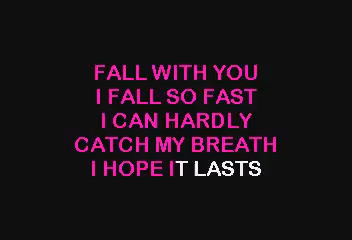 FALL WITH YOU
I FALL SO FAST
I CAN HARDLY
CATCH MY BREATH
I HOPE IT LASTS